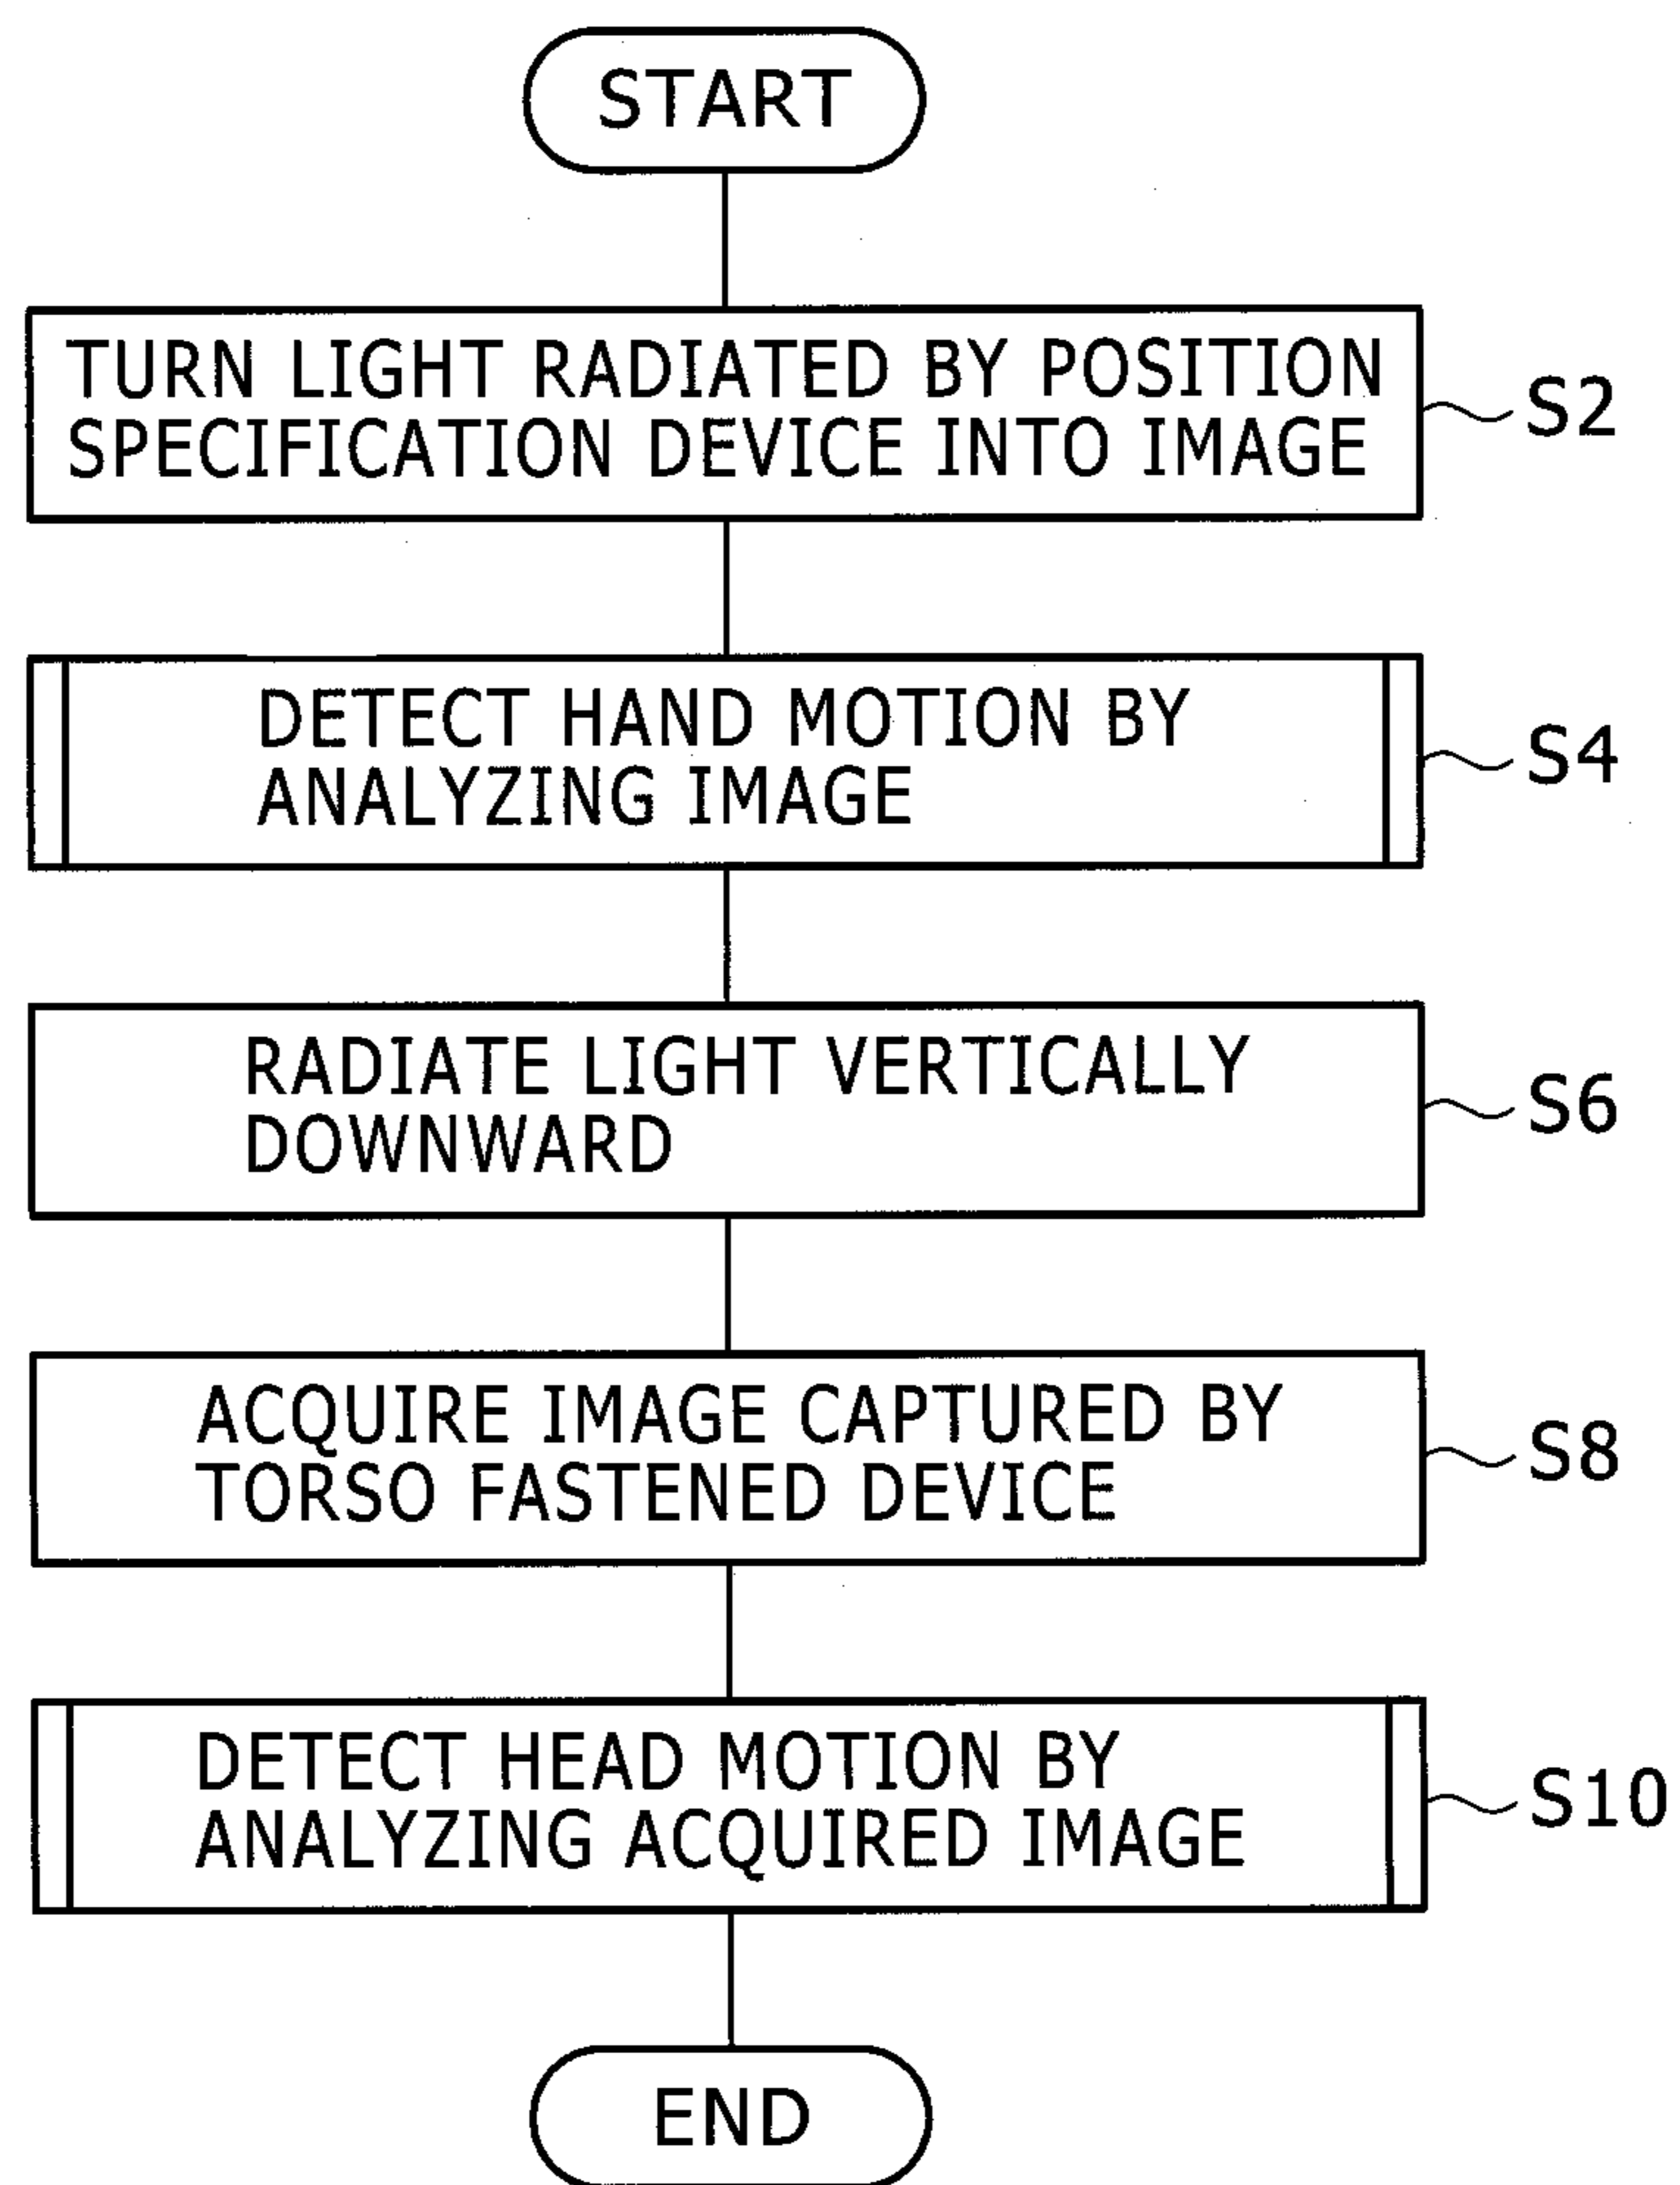 START
TURN LIGHT RADIATED BY POSITION
SPECIFICATION DEVICE INTO IMAGE
S2
DETECT HAND MOTION BY
ANALYZING IMAGE
S4
RADIATE LIGHT VERTICALLY
DOWNWARD
S6
ACQUIRE IMAGE CAPTURED BY
TORSO FASTENED DEVICE
S8
DETECT HEAD MOTION BY
ANALYZING ACQUIRED IMAGE
S10
END